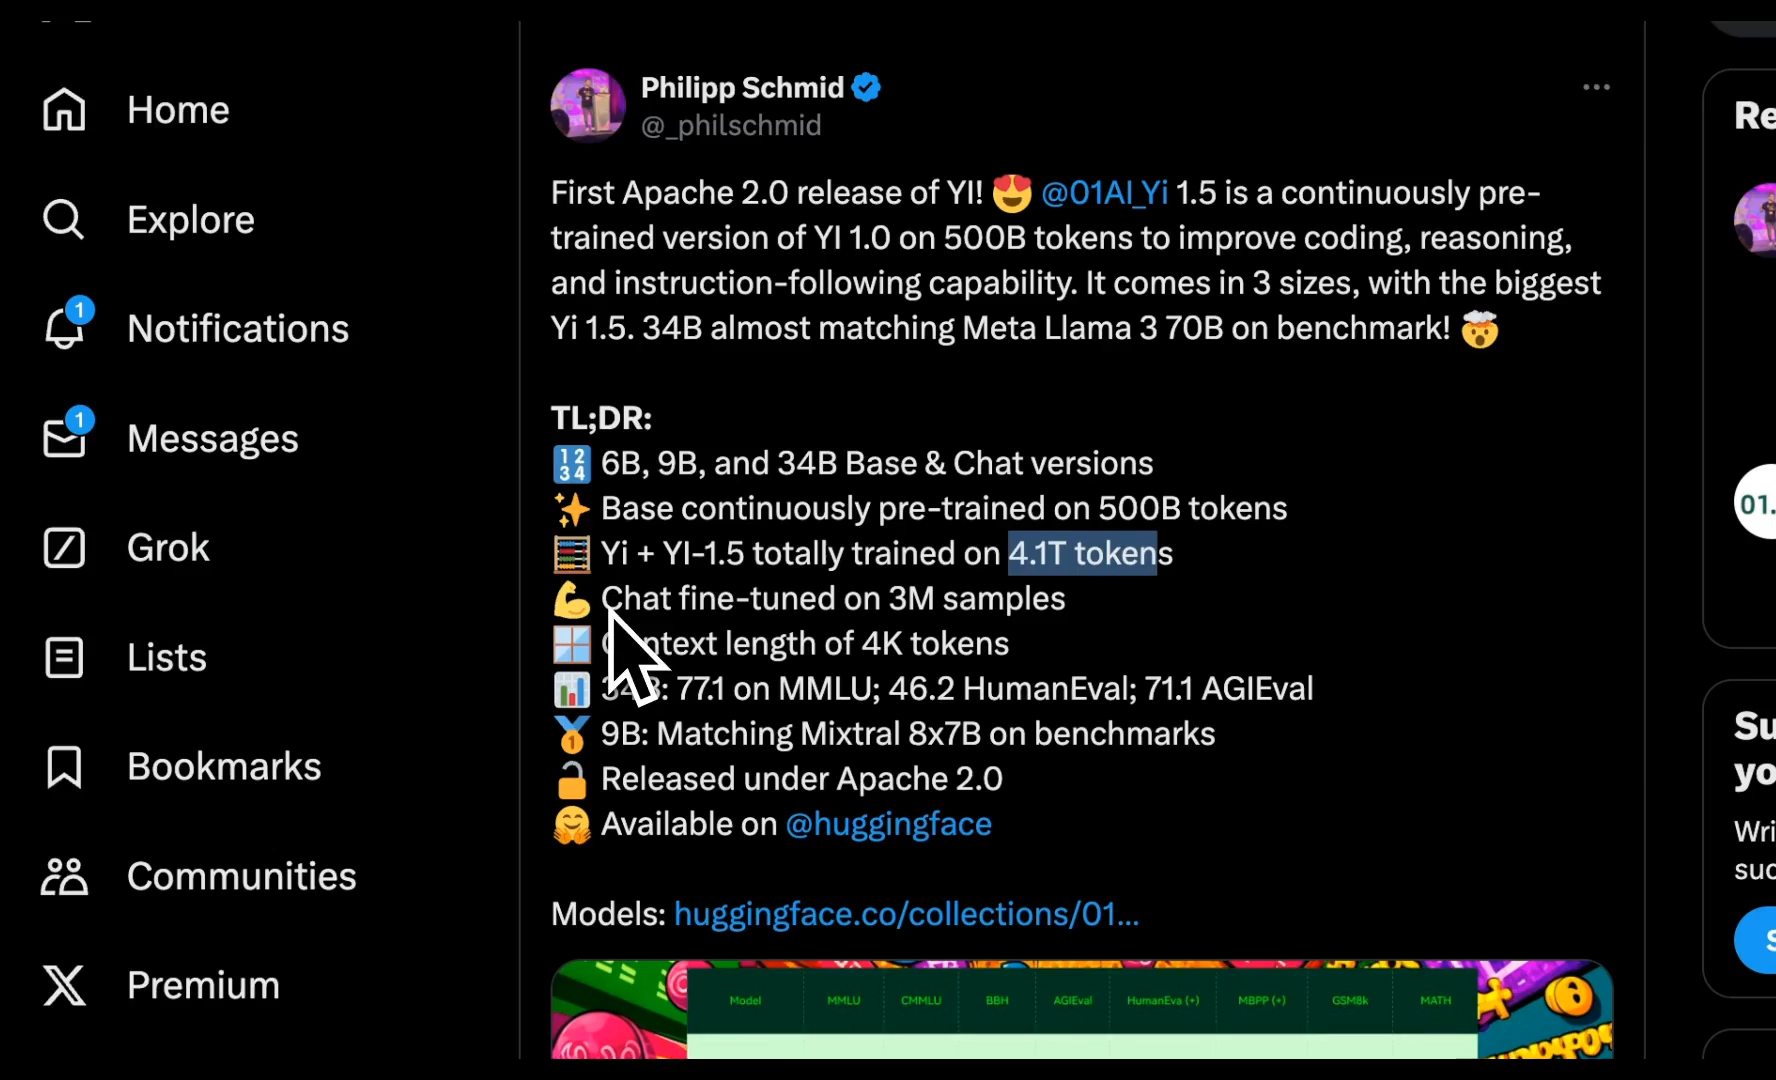 Home
Explore
1
Notifications
1
Messages
Grok
Lists
Bookmarks
Communities
Premium
Philipp Schmid
@_philschmid
First Apache 2.0 release of YI! 😍 @01AI_Yi 1.5 is a continuously pre-
trained version of YI 1.0 on 500B tokens to improve coding, reasoning,
and instruction-following capability. It comes in 3 sizes, with the biggest
Yi 1.5. 34B almost matching Meta Llama 3 70B on benchmark! 🤯
TL;DR:
🔢 6B, 9B, and 34B Base & Chat versions
✨ Base continuously pre-trained on 500B tokens
🧮 Yi + YI-1.5 totally trained on 4.1T tokens
💪 Chat fine-tuned on 3M samples
🪟 Context length of 4K tokens
📊 34B: 77.1 on MMLU; 46.2 HumanEval; 71.1 AGIEval
🥇 9B: Matching Mixtral 8x7B on benchmarks
🔓 Released under Apache 2.0
🤗 Available on @huggingface
Models: huggingface.co/collections/01…
Model MMLU CMMLU BBH AGIEval HumanEva (+) MBPP (+) GSM8k MATH
Re
01.
Su
yo
Wri
suc
S